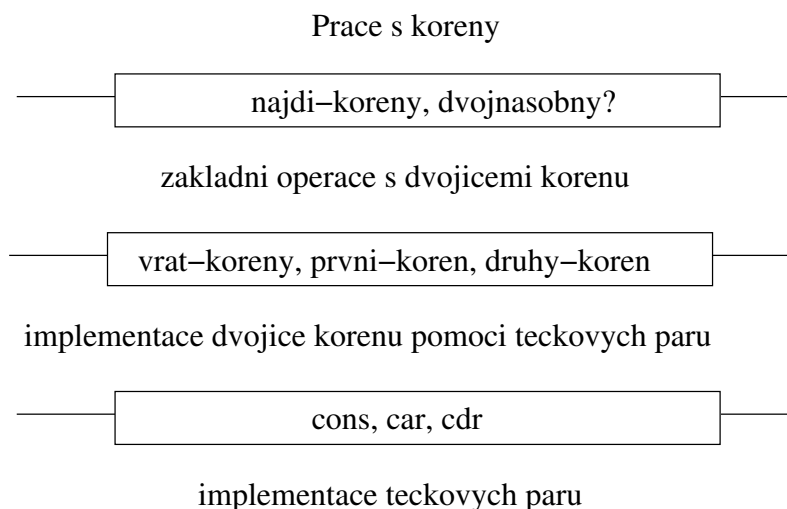 Prace s koreny
najdi−koreny, dvojnasobny?
zakladni operace s dvojicemi korenu
vrat−koreny, prvni−koren, druhy−koren
implementace dvojice korenu pomoci teckovych paru
cons, car, cdr
implementace teckovych paru